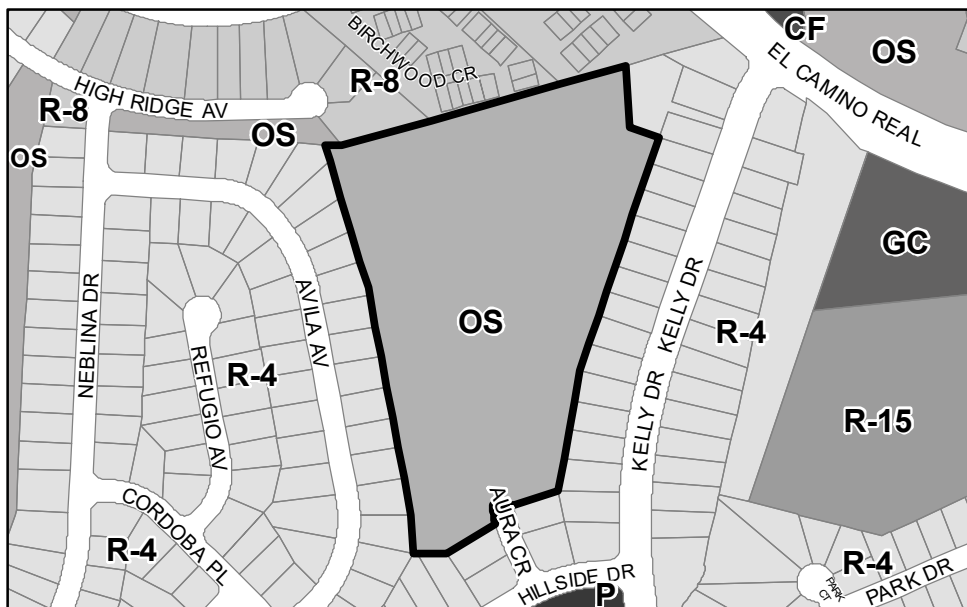 CF
BIRCHWOOD CR
OS
EL CAMINO REAL
R-8
HIGH RIDGE AV
R-8
OS
OS
GC
AVILA AV
NEBLINA DR
KELLY DR
OS
KELLY DR
R-4
REFUGIO AV
R-4
R-15
KELLY DR
CORDOBA PL
AURA CR
R-4
HILLSIDE DR
P
PARK CT
R-4
PARK DR